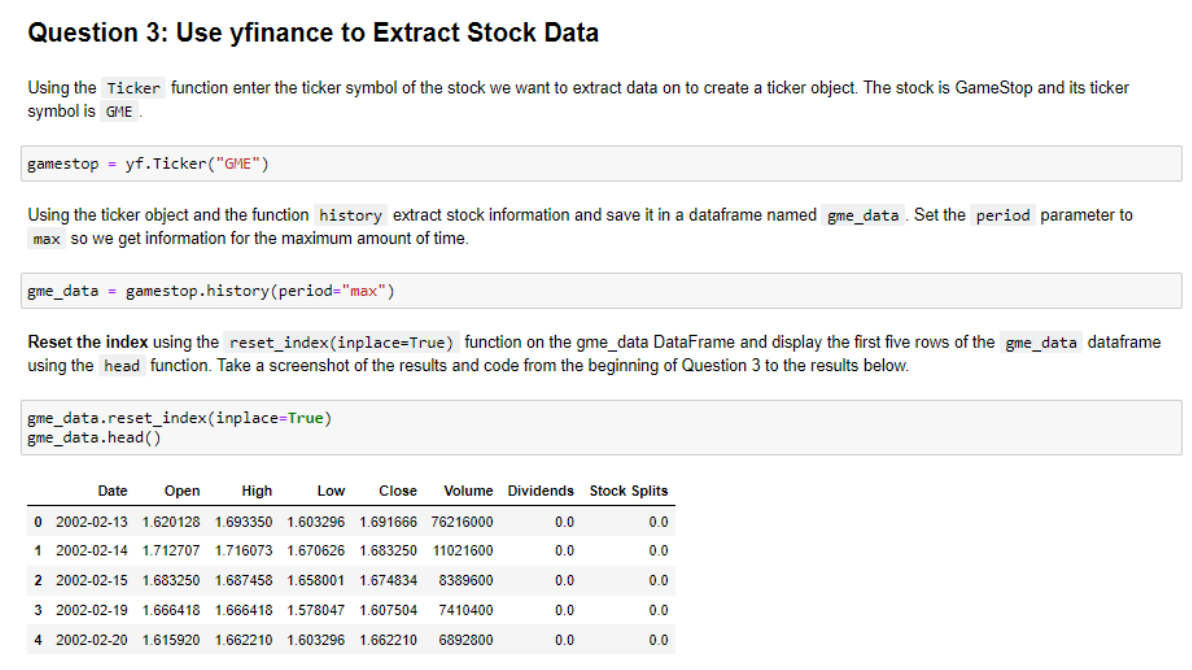 Question 3: Use yfinance to Extract Stock Data
Using the Ticker function enter the ticker symbol of the stock we want to extract data on to create a ticker object. The stock is GameStop and its ticker
symbol is GME .
gamestop = yf.Ticker("GME")
Using the ticker object and the function history extract stock information and save it in a dataframe named gme_data . Set the period parameter to
max so we get information for the maximum amount of time.
gme_data = gamestop.history(period="max")
Reset the index using the reset_index(inplace=True) function on the gme_data DataFrame and display the first five rows of the gme_data dataframe
using the head function. Take a screenshot of the results and code from the beginning of Question 3 to the results below.
gme_data.reset_index(inplace=True)
gme_data.head()
Date Open High Low Close Volume Dividends Stock Splits
0 2002-02-13 1.620128 1.693350 1.603296 1.691666 76216000 0.0 0.0
1 2002-02-14 1.712707 1.716073 1.670626 1.683250 11021600 0.0 0.0
2 2002-02-15 1.683250 1.687458 1.658001 1.674834 8389600 0.0 0.0
3 2002-02-19 1.666418 1.666418 1.578047 1.607504 7410400 0.0 0.0
4 2002-02-20 1.615920 1.662210 1.603296 1.662210 6892800 0.0 0.0